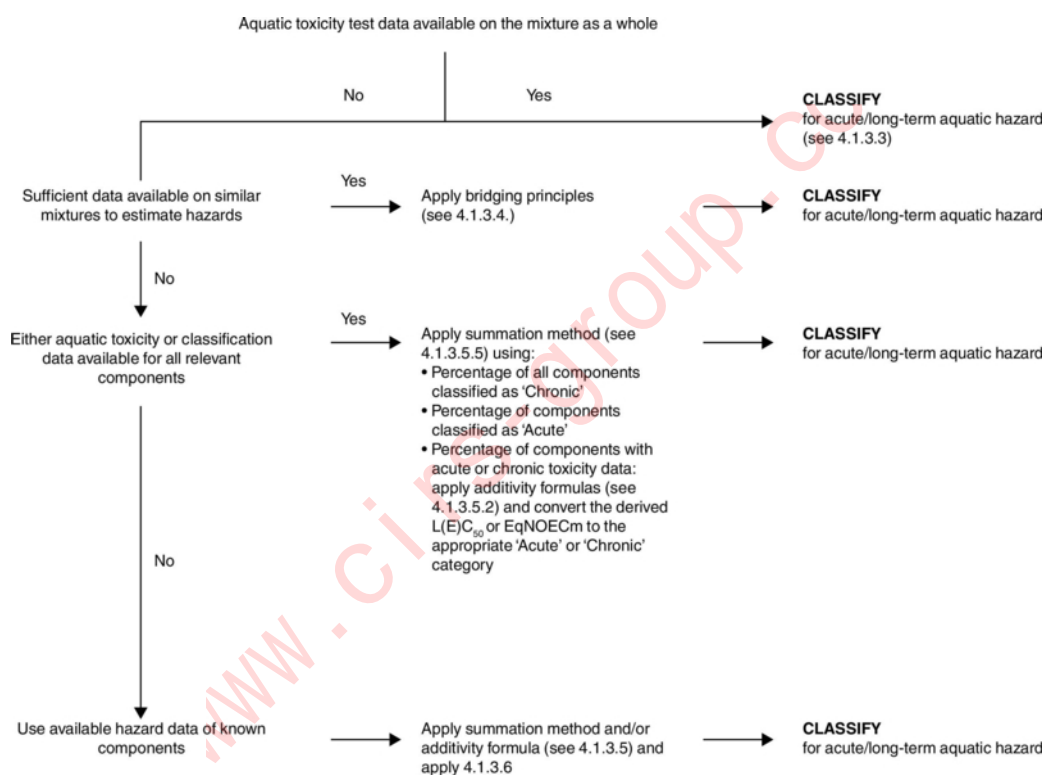 Aquatic toxicity test data available on the mixture as a whole
No
Yes
CLASSIFY
for acute/long-term aquatic hazard
(see 4.1.3.3)
Sufficient data available on similar
mixtures to estimate hazards
Yes
Apply bridging principles
(see 4.1.3.4.)
CLASSIFY
for acute/long-term aquatic hazard
No
Either aquatic toxicity or classification
data available for all relevant
components
Yes
Apply summation method (see
4.1.3.5.5) using:
• Percentage of all components
classified as ‘Chronic’
• Percentage of components
classified as ‘Acute’
• Percentage of components with
acute or chronic toxicity data:
apply additivity formulas (see
4.1.3.5.2) and convert the derived
L(E)C50 or EqNOECm to the
appropriate ‘Acute’ or ‘Chronic’
category
CLASSIFY
for acute/long-term aquatic hazard
No
Use available hazard data of known
components
Apply summation method and/or
additivity formula (see 4.1.3.5) and
apply 4.1.3.6
CLASSIFY
for acute/long-term aquatic hazard
www.cirs-group.co